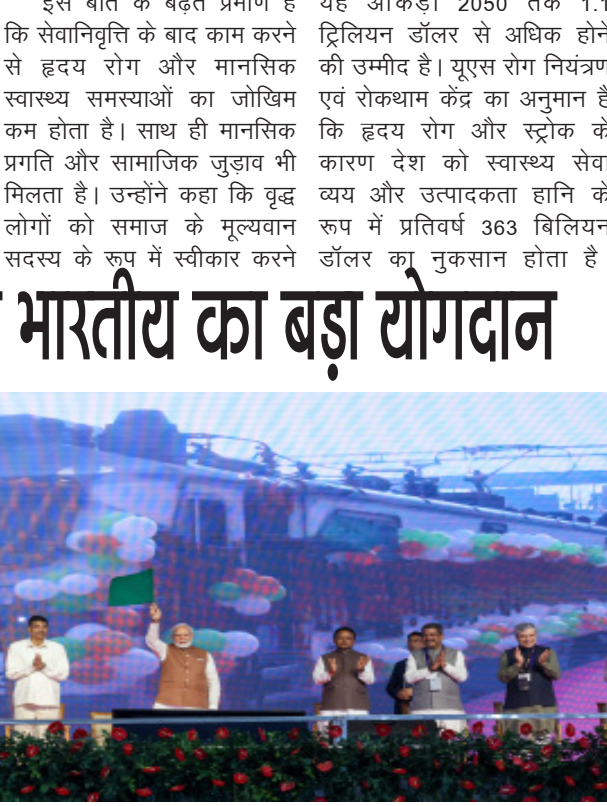 इस बात के बढ़ते प्रमाण हैं
कि सेवानिवृत्ति के बाद काम करने
से हृदय रोग और मानसिक
स्वास्थ्य समस्याओं का जोखिम
कम होता है। साथ ही मानसिक
प्रगति और सामाजिक जुड़ाव भी
मिलता है। उन्होंने कहा कि वृद्ध
लोगों को समाज के मूल्यवान
सदस्य के रूप में स्वीकार करने
यह आंकड़ा 2050 तक 1.1
ट्रिलियन डॉलर से अधिक होने
की उम्मीद है। यूएस रोग नियंत्रण
एवं रोकथाम केंद्र का अनुमान है
कि हृदय रोग और स्ट्रोक के
कारण देश को स्वास्थ्य सेवा
व्यय और उत्पादकता हानि के
रूप में प्रतिवर्ष 363 बिलियन
डॉलर का नुकसान होता है
भारतीय का बड़ा योगदान